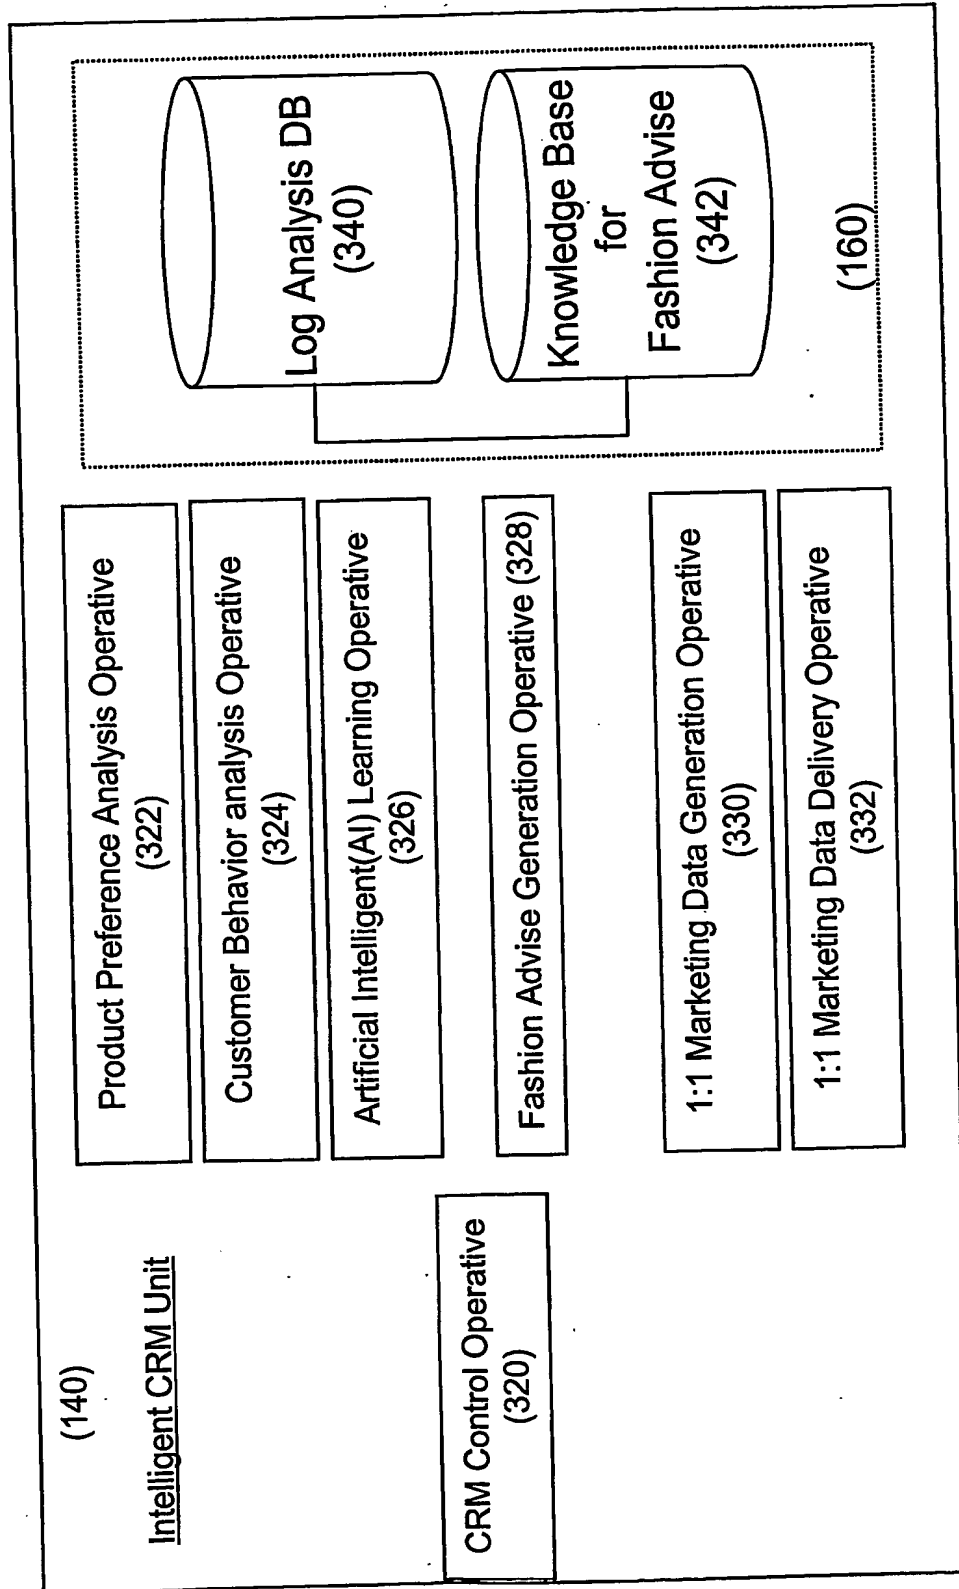 (140)
Intelligent CRM Unit
CRM Control Operative
(320)
Product Preference Analysis Operative
(322)
Customer Behavior analysis Operative
(324)
Artificial Intelligent(AI) Learning Operative
(326)
Fashion Advise Generation Operative (328)
1:1 Marketing Data Generation Operative
(330)
1:1 Marketing Data Delivery Operative
(332)
Log Analysis DB
(340)
Knowledge Base
for
Fashion Advise
(342)
(160)